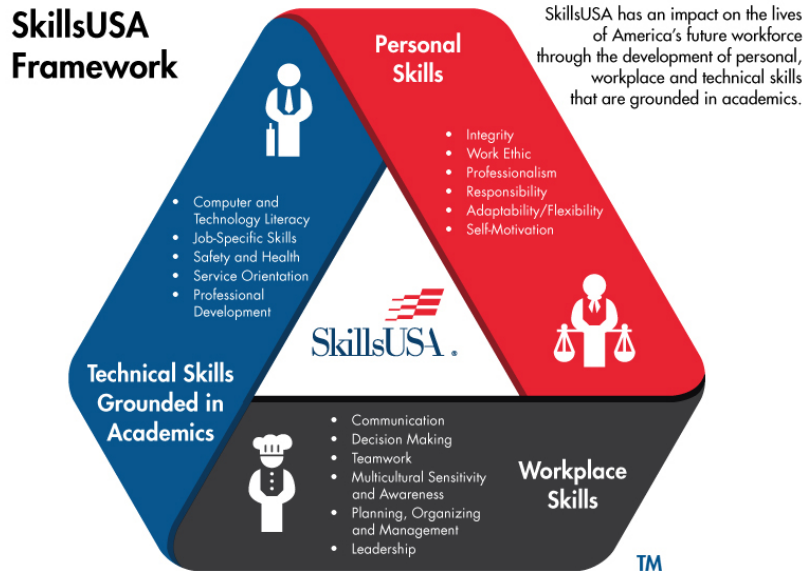 SkillsUSA
Framework
SkillsUSA has an impact on the lives
of America's future workforce
through the development of personal,
workplace and technical skills
that are grounded in academics.
Personal
Skills
• Integrity
• Work Ethic
• Professionalism
• Responsibility
• Adaptability/Flexibility
• Self-Motivation
• Computer and
Technology Literacy
• Job-Specific Skills
• Safety and Health
• Service Orientation
• Professional
Development
Technical Skills
Grounded in
Academics
SkillsUSA®
• Communication
• Decision Making
• Teamwork
• Multicultural Sensitivity
and Awareness
• Planning, Organizing
and Management
• Leadership
Workplace
Skills
TM